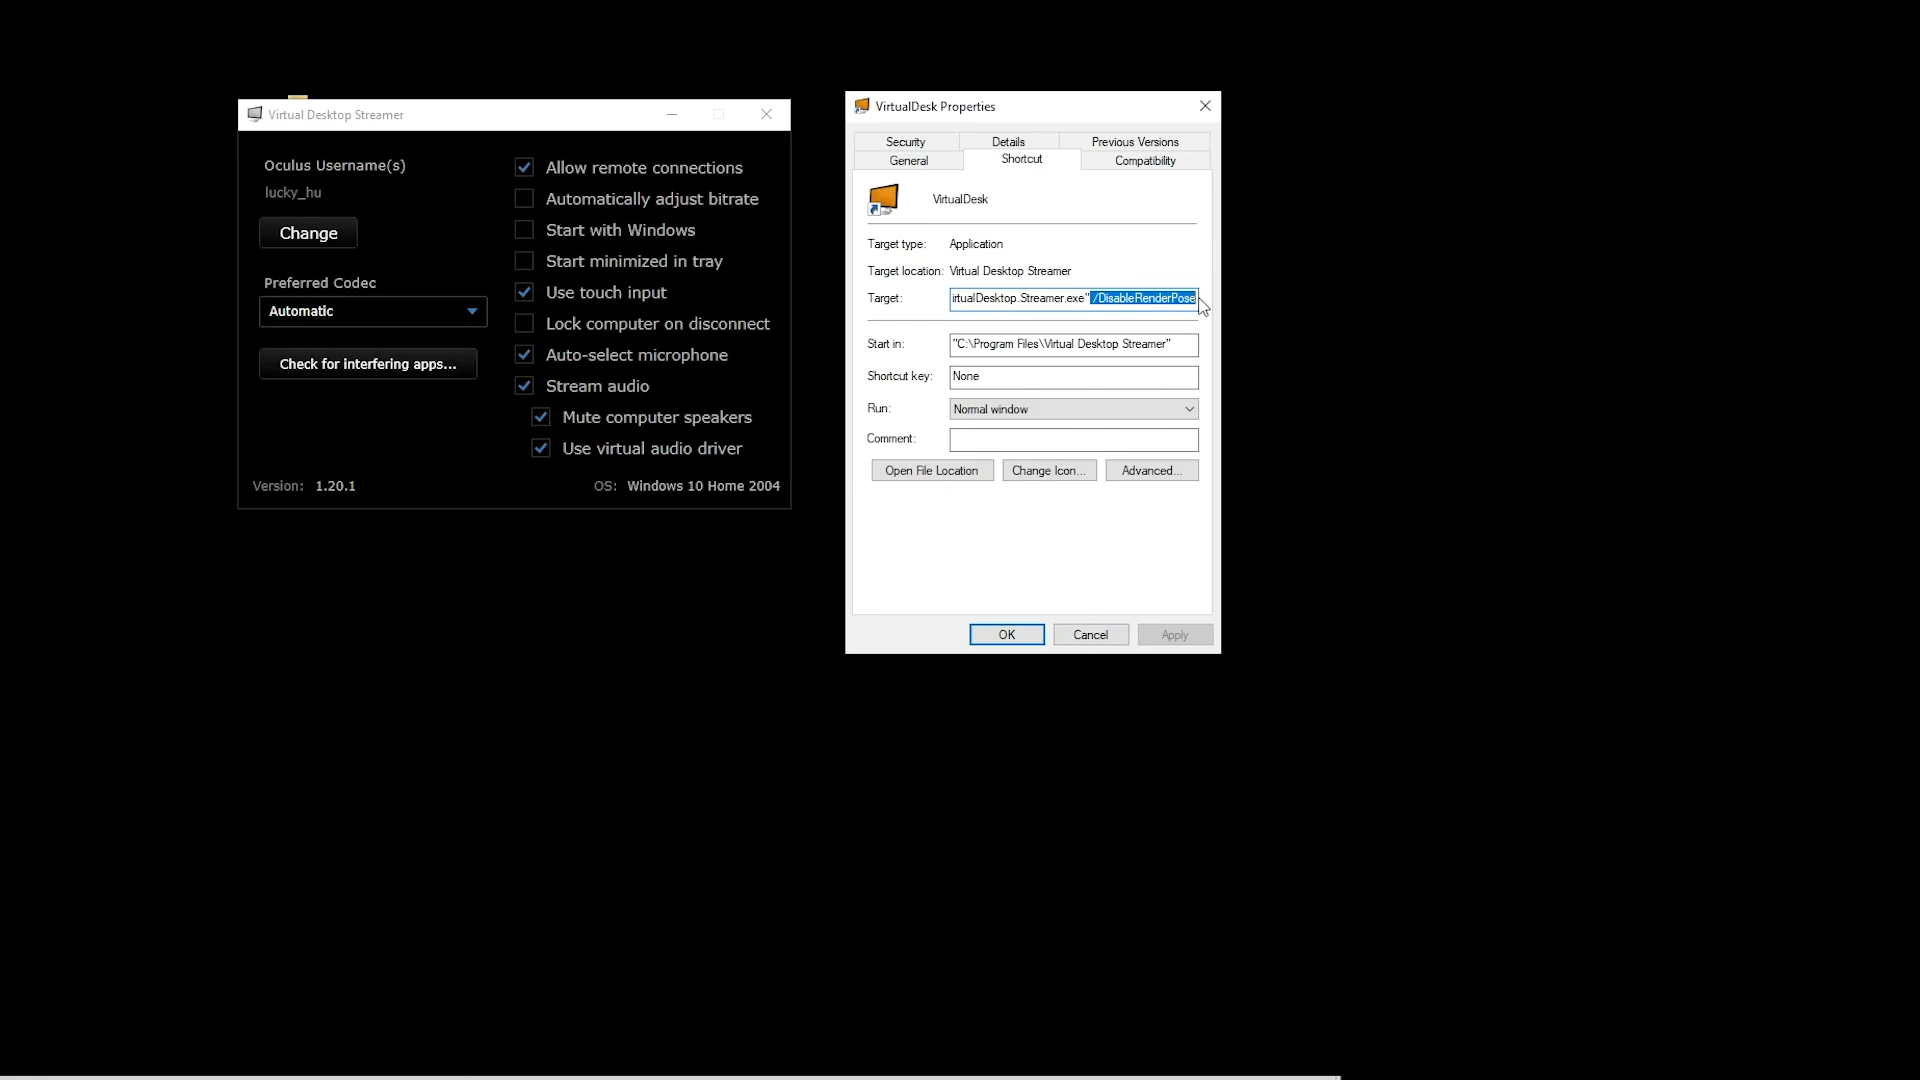 Virtual Desktop Streamer
Oculus Username(s)
lucky_hu
Change
Preferred Codec
Automatic
Check for interfering apps...
Allow remote connections
Automatically adjust bitrate
Start with Windows
Start minimized in tray
Use touch input
Lock computer on disconnect
Auto-select microphone
Stream audio
Mute computer speakers
Use virtual audio driver
Version: 1.20.1
OS: Windows 10 Home 2004
VirtualDesk Properties
Security Details Previous Versions
General Shortcut Compatibility
VirtualDesk
Target type: Application
Target location: Virtual Desktop Streamer
Target: irtualDesktop.Streamer.exe" /DisableRenderPose
Start in: "C:\Program Files\Virtual Desktop Streamer"
Shortcut key: None
Run: Normal window
Comment:
Open File Location Change Icon... Advanced...
OK Cancel Apply